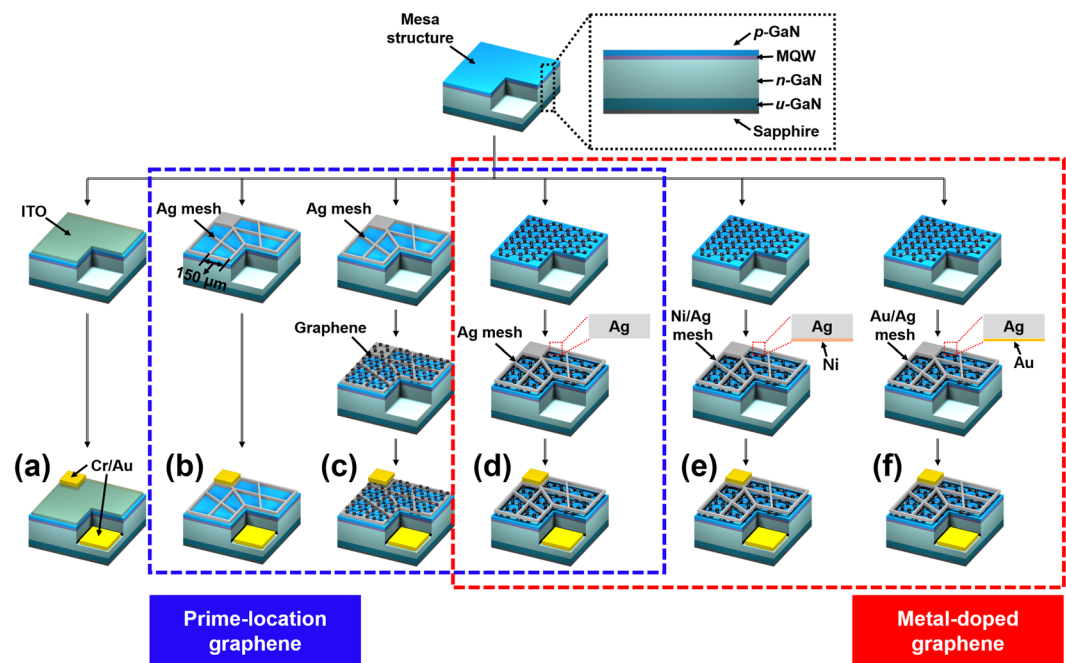 Mesa
structure
p-GaN
MQW
n-GaN
u-GaN
Sapphire
ITO
Ag mesh
150 μm
Ag mesh
Graphene
Ag mesh
Ag
Ni/Ag
mesh
Ag
Ni
Au/Ag
mesh
Ag
Au
(a)
Cr/Au
(b)
(c)
(d)
(e)
(f)
Prime-location
graphene
Metal-doped
graphene